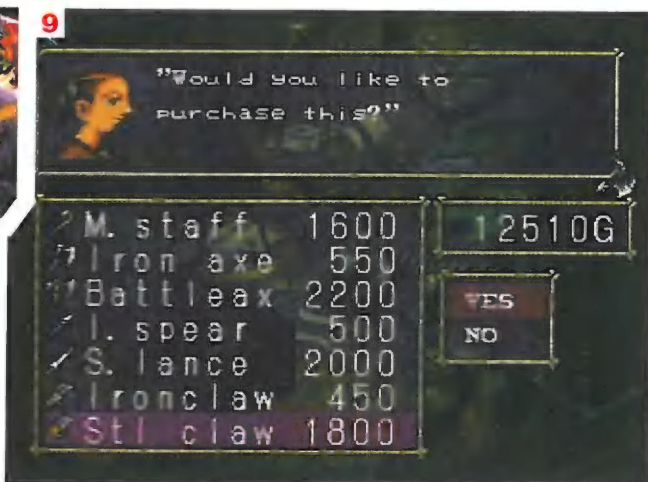 9
"Would you like to
purchase this?"
M. staff 1600
12510G
Iron axe 550
Battleax 2200
YES
I. spear 500
NO
S. lance 2000
Ironclaw 450
Stl claw 1800